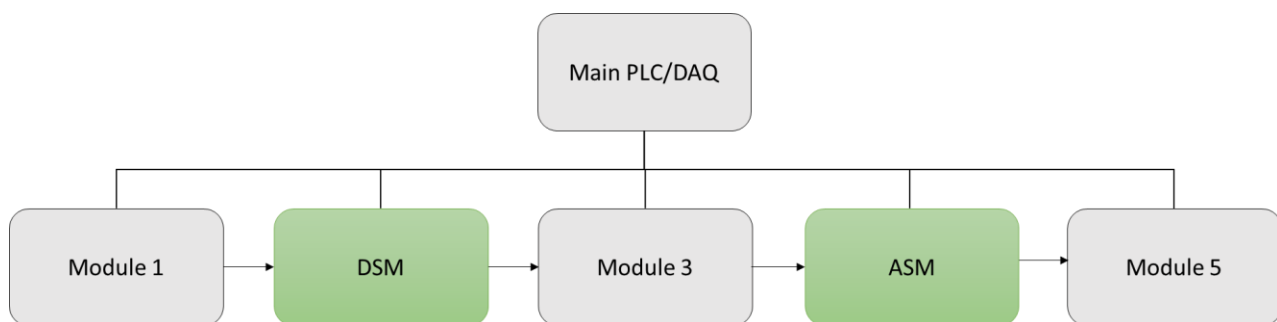 Main PLC/DAQ
Module 1
DSM
Module 3
ASM
Module 5